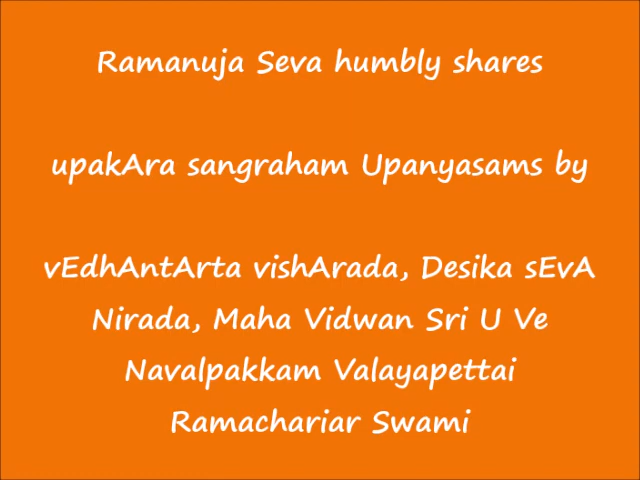 Ramanuja Seva humbly shares
upakAra sangraham Upanyasams by
vEdhAntArta vishArada, Desika sEvA
Nirada, Maha Vidwan Sri U Ve
Navalpakkam Valayapettai
Ramachariar Swami